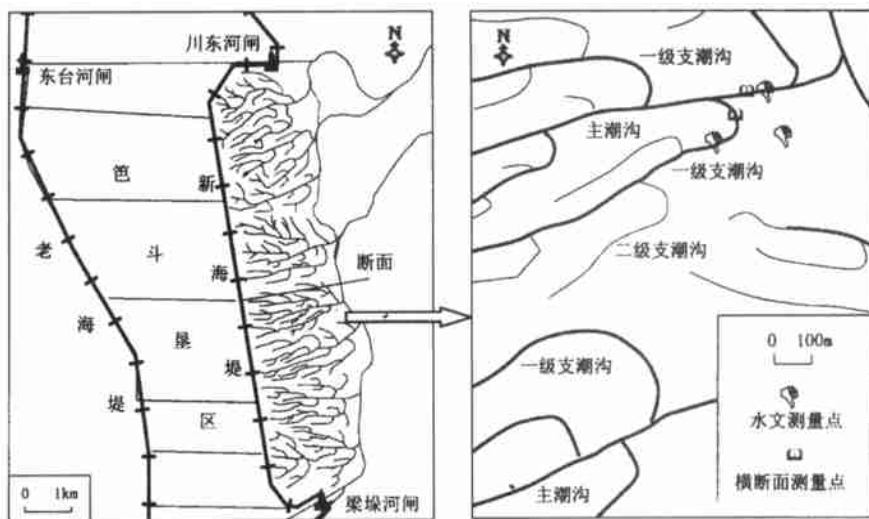 川东河闸
N
东台河闸
笆
新
老
斗
海
断面
海
垦
堤
堤
区
0 1km
梁垛河闸
N
一级支潮沟
主潮沟
一级支潮沟
二级支潮沟
一级支潮沟
主潮沟
0 100m
水文测量点
横断面测量点